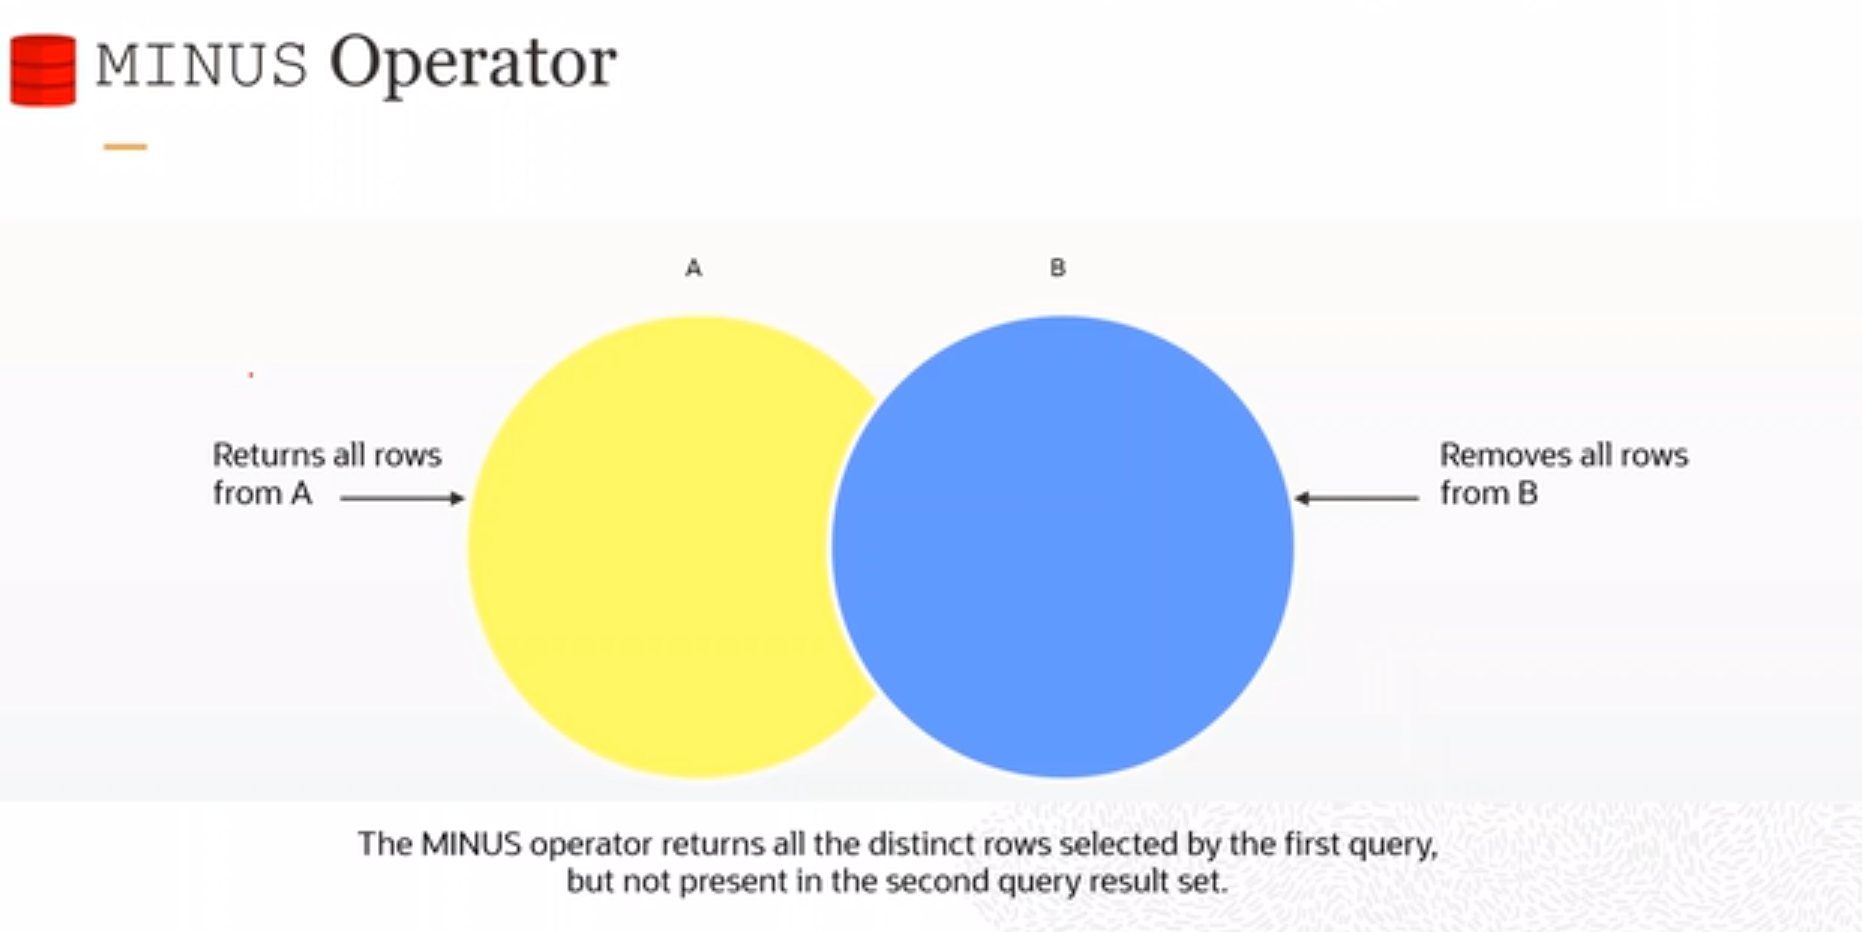 MINUS Operator
A
B
Returns all rows
from A
Removes all rows
from B
The MINUS operator returns all the distinct rows selected by the first query,
but not present in the second query result set.